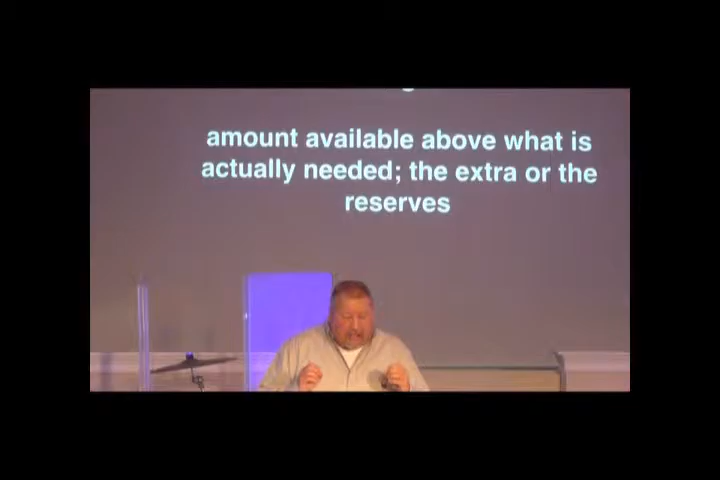 amount available above what is
actually needed; the extra or the
reserves